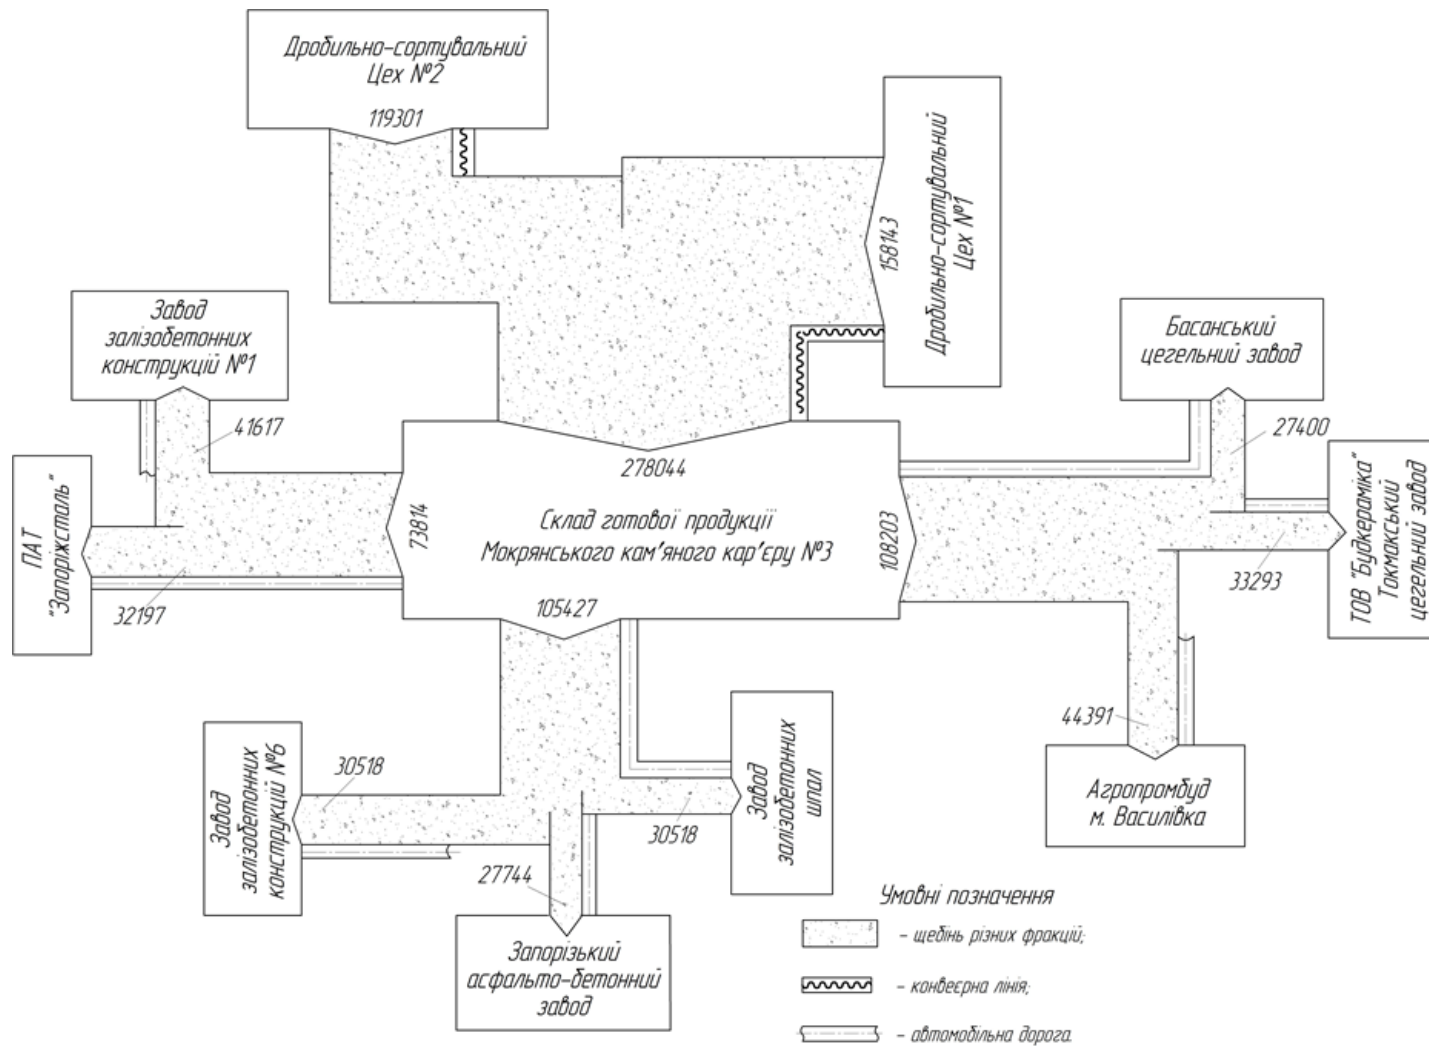 Дробильно-сортувальний
Цех №2
119301
Дробильно-сортувальний
Цех №1
158143
Завод
залізобетонних
конструкцій №1
41617
Басанський
цегельний завод
27400
ПАТ
"Запоріжсталь"
32197
73814
278044
Склад готової продукції
Мокрянського кам'яного кар'єру №3
105427
108203
33293
ТОВ "Будкераміка"
Токмакський
цегельний завод
44391
Агропромбуд
м. Василівка
Завод
залізобетонних
конструкцій №6
30518
27744
30518
Завод
залізобетонних
шпал
Запорізький
асфальто-бетонний
завод
Умовні позначення
- щебінь різних фракцій;
- конвеєрна лінія;
- автомобільна дорога.